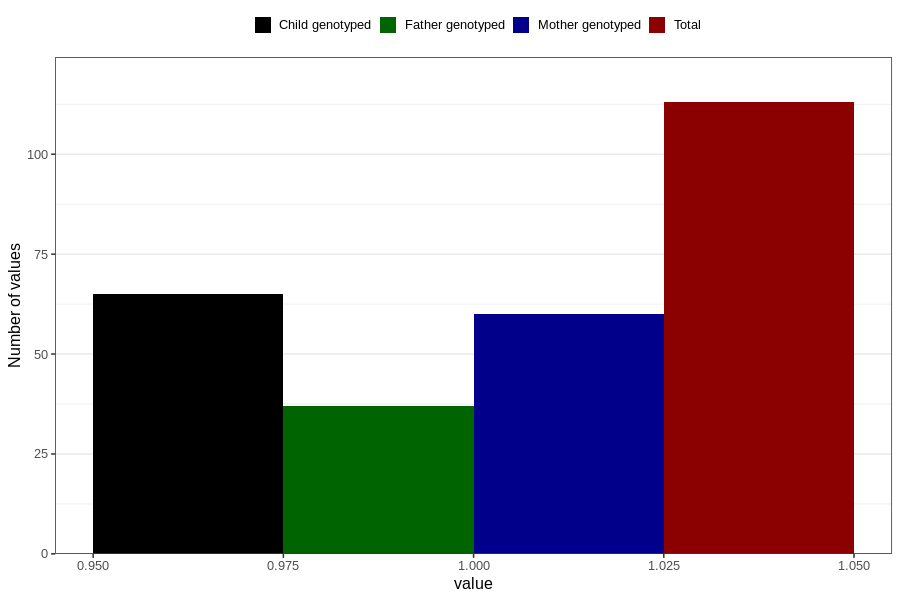 Child genotyped Father genotyped Mother genotyped Total
Number of values
100
75
50
25
0
0.950 0.975 1.000 1.025 1.050
value